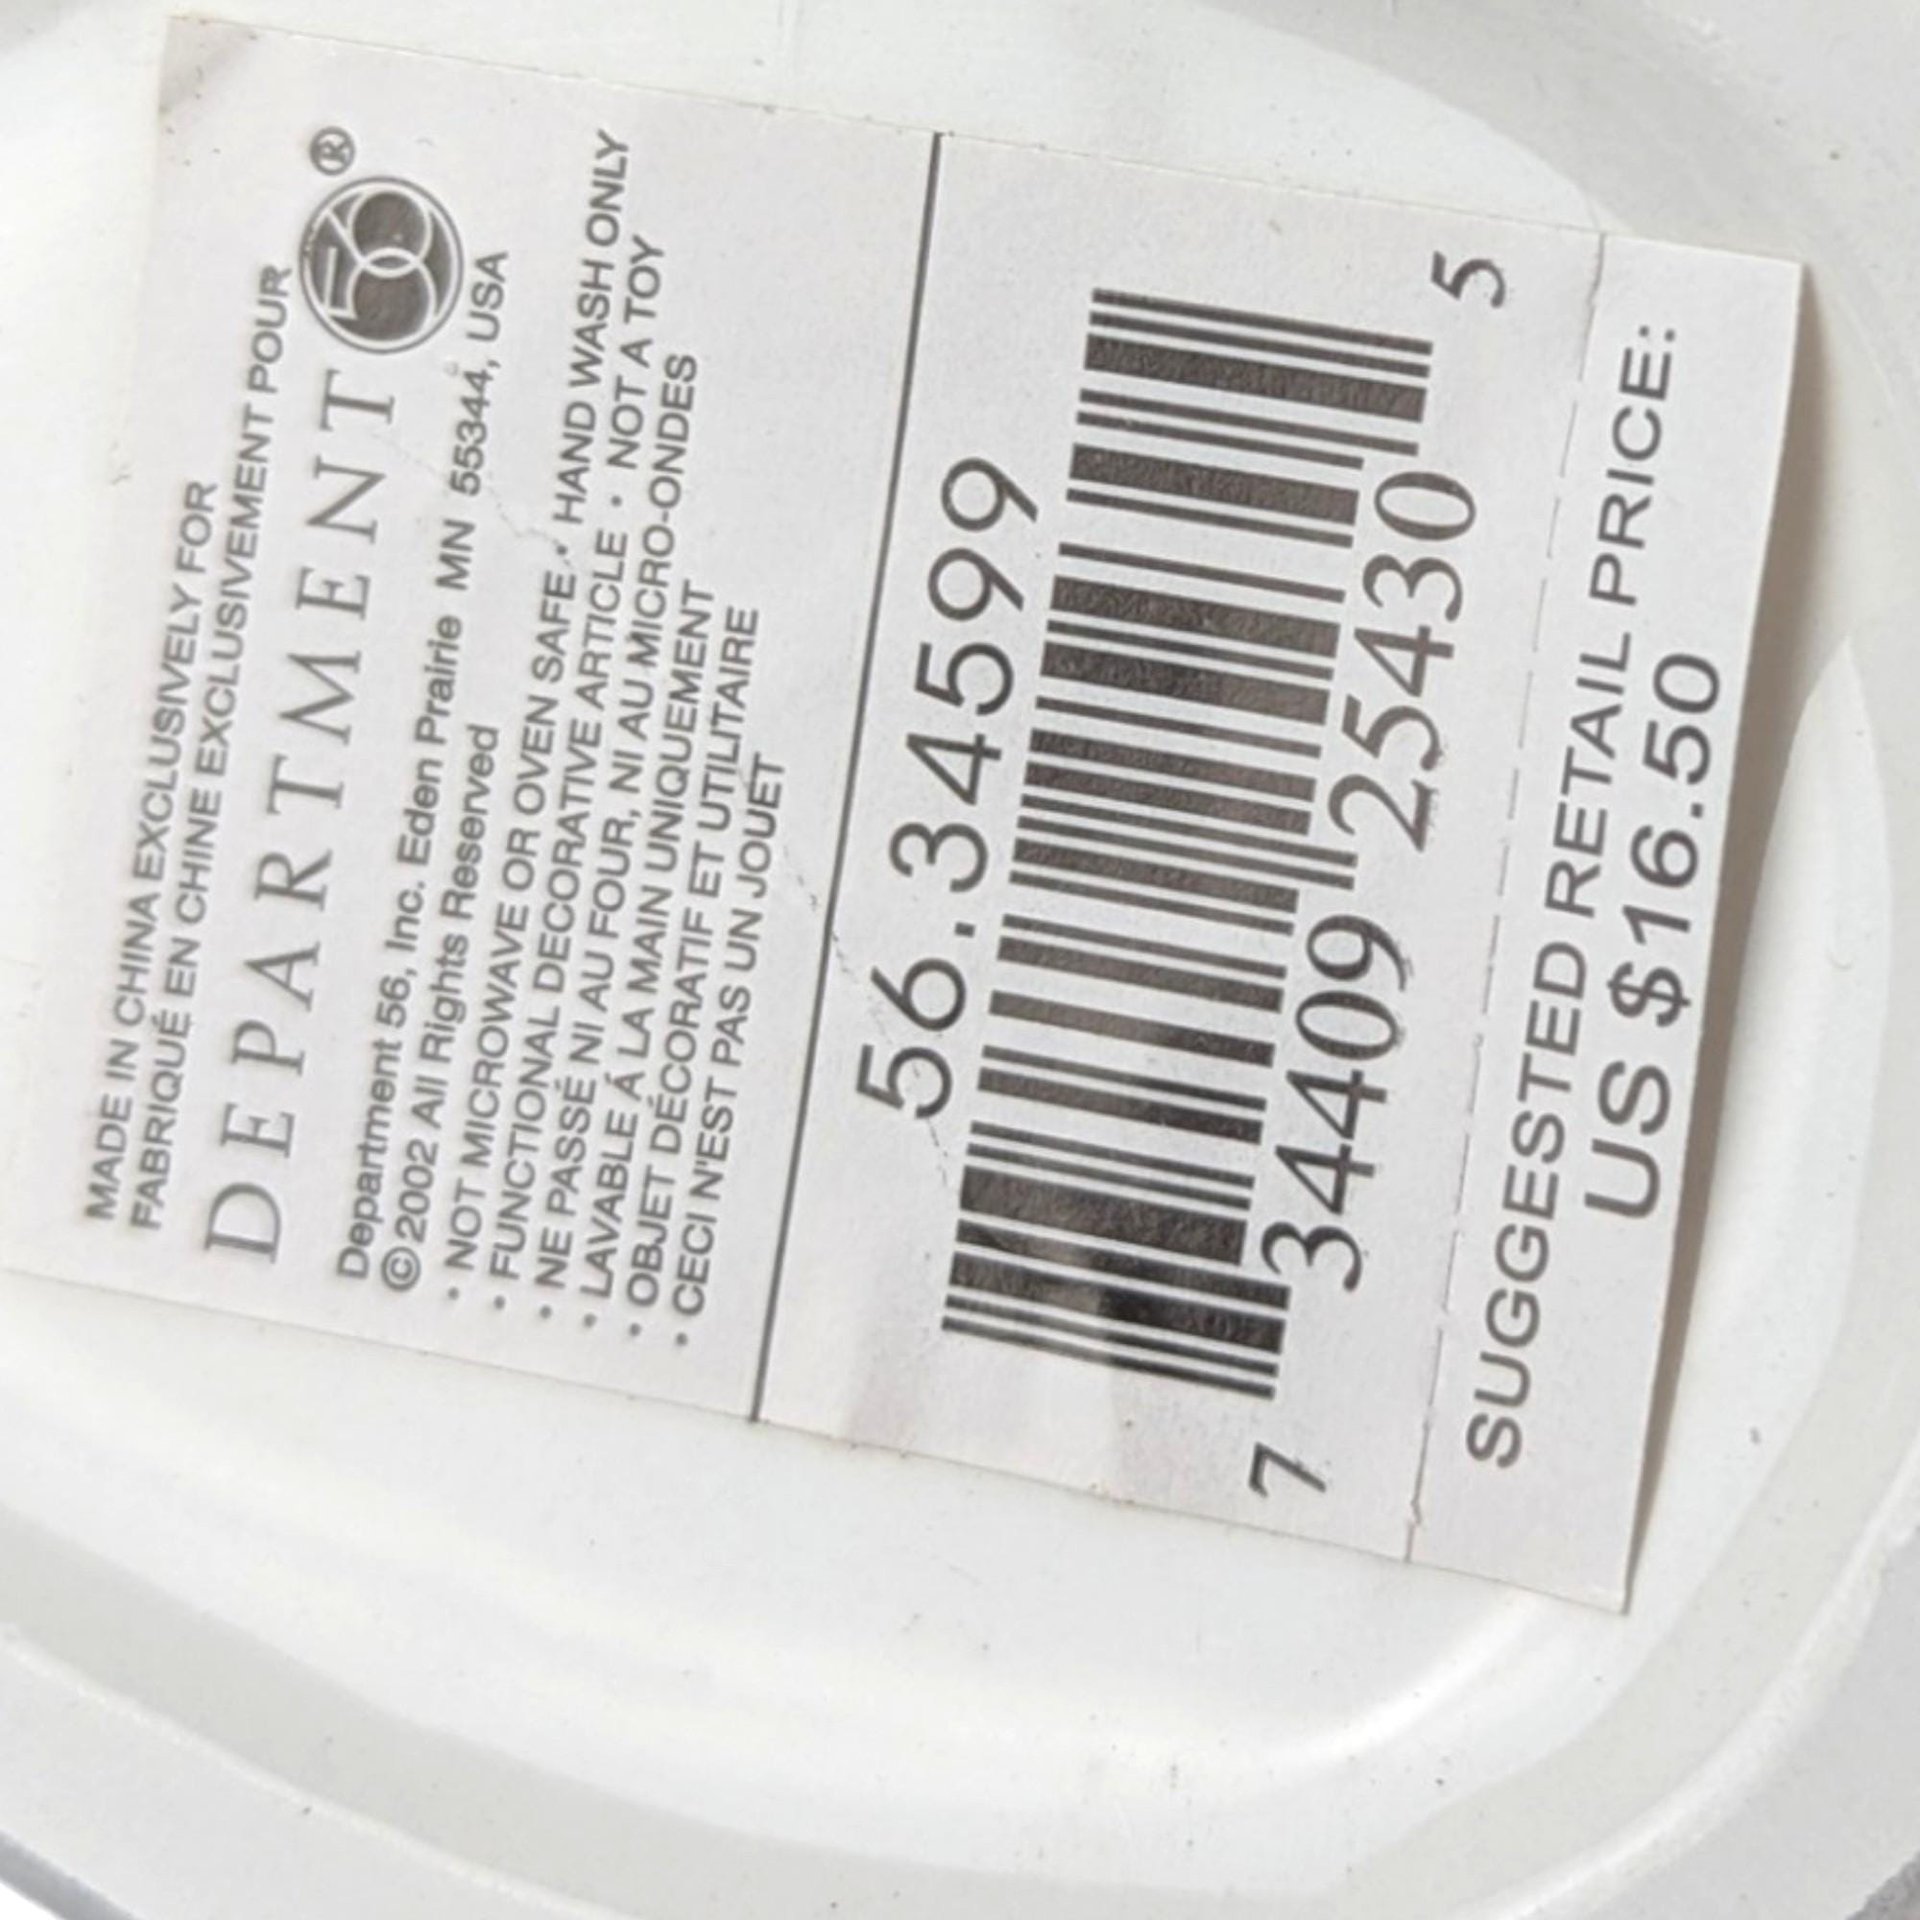 MADE IN CHINA EXCLUSIVELY FOR
FABRIQUÉ EN CHINE EXCLUSIVEMENT POUR
DEPARTMENT 56®
Department 56, Inc. Eden Prairie MN 55344, USA
©2002 All Rights Reserved
• NOT MICROWAVE OR OVEN SAFE • HAND WASH ONLY
• FUNCTIONAL DECORATIVE ARTICLE • NOT A TOY
• NE PASSÉ NI AU FOUR, NI AU MICRO-ONDES
• LAVABLE Á LA MAIN UNIQUEMENT
• OBJET DÉCORATIF ET UTILITAIRE
• CECI N'EST PAS UN JOUET
56.34599
7 34409 25430 5
SUGGESTED RETAIL PRICE:
US $16.50